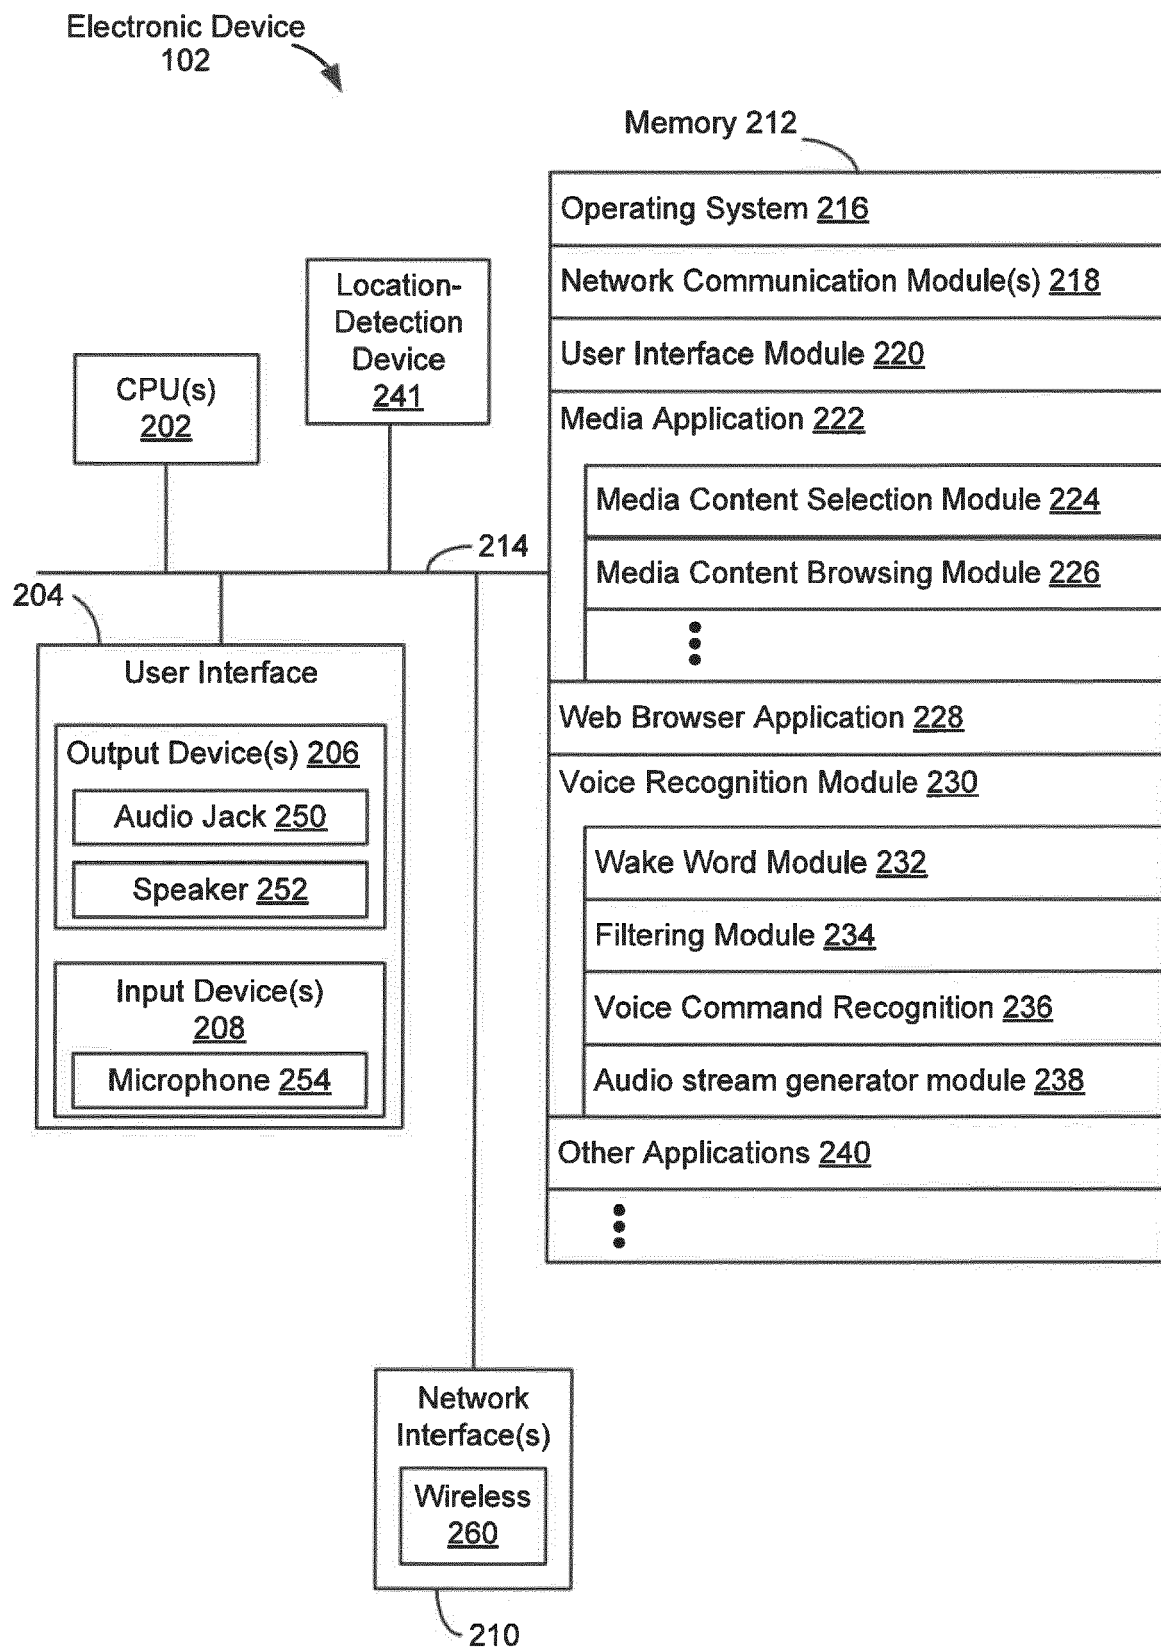 Electronic Device
102
Memory 212
Operating System 216
Network Communication Module(s) 218
User Interface Module 220
Media Application 222
Media Content Selection Module 224
Media Content Browsing Module 226
Web Browser Application 228
Voice Recognition Module 230
Wake Word Module 232
Filtering Module 234
Voice Command Recognition 236
Audio stream generator module 238
Other Applications 240
Location-
Detection
Device
241
CPU(s)
202
214
204
User Interface
Output Device(s) 206
Audio Jack 250
Speaker 252
Input Device(s)
208
Microphone 254
Network
Interface(s)
Wireless
260
210